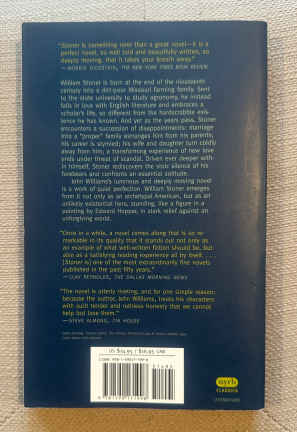 "Stoner is something rarer than a great novel—it is a
perfect novel, so well told and beautifully written, so
deeply moving, that it takes your breath away."
—MORRIS DICKSTEIN, THE NEW YORK TIMES BOOK REVIEW
William Stoner is born at the end of the nineteenth
century into a dirt-poor Missouri farming family. Sent
to the state university to study agronomy, he instead
falls in love with English literature and embraces a
scholar's life, so different from the hardscrabble exis-
tence he has known. And yet as the years pass, Stoner
encounters a succession of disappointments: marriage
into a "proper" family estranges him from his parents;
his career is stymied; his wife and daughter turn coldly
away from him; a transforming experience of new love
ends under threat of scandal. Driven ever deeper with-
in himself, Stoner rediscovers the stoic silence of his
forebears and confronts an essential solitude.
John Williams's luminous and deeply moving novel
is a work of quiet perfection. William Stoner emerges
from it not only as an archetypal American, but as an
unlikely existential hero, standing, like a figure in a
painting by Edward Hopper, in stark relief against an
unforgiving world.
"Once in a while, a novel comes along that is so re-
markable in its quality that it stands out not only as
an example of what well-written fiction should be, but
also as a satisfying reading experience all by itself. . . .
[Stoner is] one of the most extraordinarily fine novels
published in the past fifty years."
—CLAY REYNOLDS, THE DALLAS MORNING NEWS
"The novel is utterly riveting, and for one simple reason:
because the author, John Williams, treats his characters
with such tender and ruthless honesty that we cannot
help but love them."
—STEVE ALMOND, TIN HOUSE
US $14.95 / $16.95 CAN
nyrb
CLASSICS
LITERATURE